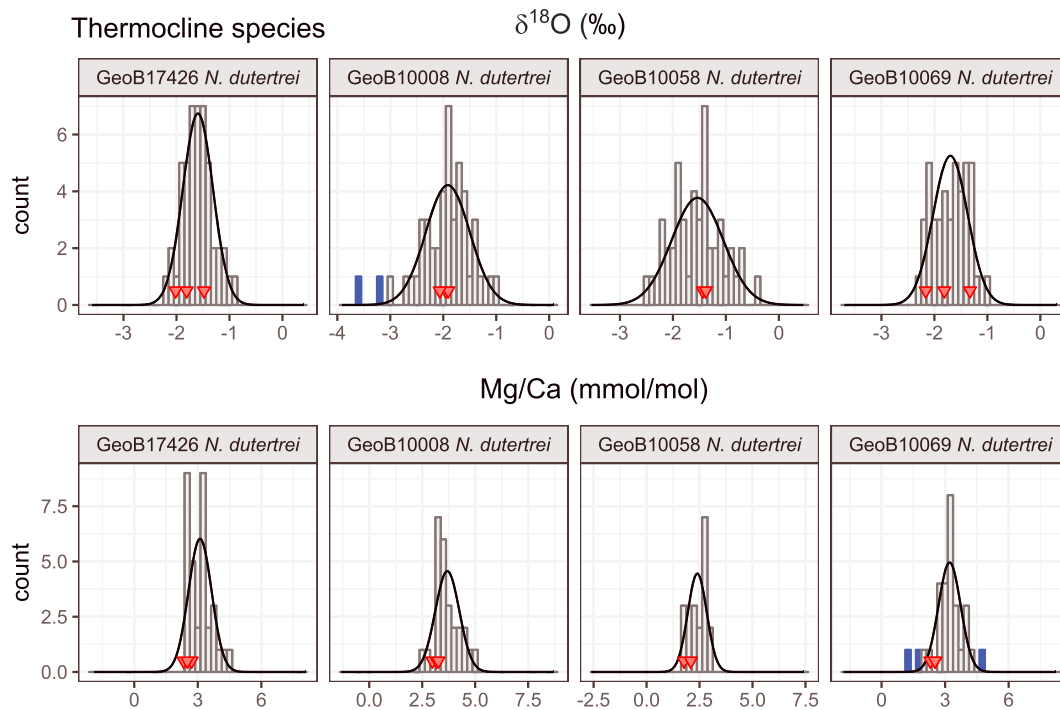 Thermocline species δ¹⁸O (‰)
GeoB17426 N. dutertrei GeoB10008 N. dutertrei GeoB10058 N. dutertrei GeoB10069 N. dutertrei
6
4
2
0
count
-3 -2 -1 0 -4 -3 -2 -1 0 -3 -2 -1 0 -3 -2 -1 0
Mg/Ca (mmol/mol)
GeoB17426 N. dutertrei GeoB10008 N. dutertrei GeoB10058 N. dutertrei GeoB10069 N. dutertrei
7.5
5.0
2.5
0.0
count
0 3 6 0.0 2.5 5.0 7.5 -2.5 0.0 2.5 5.0 7.5 0 3 6